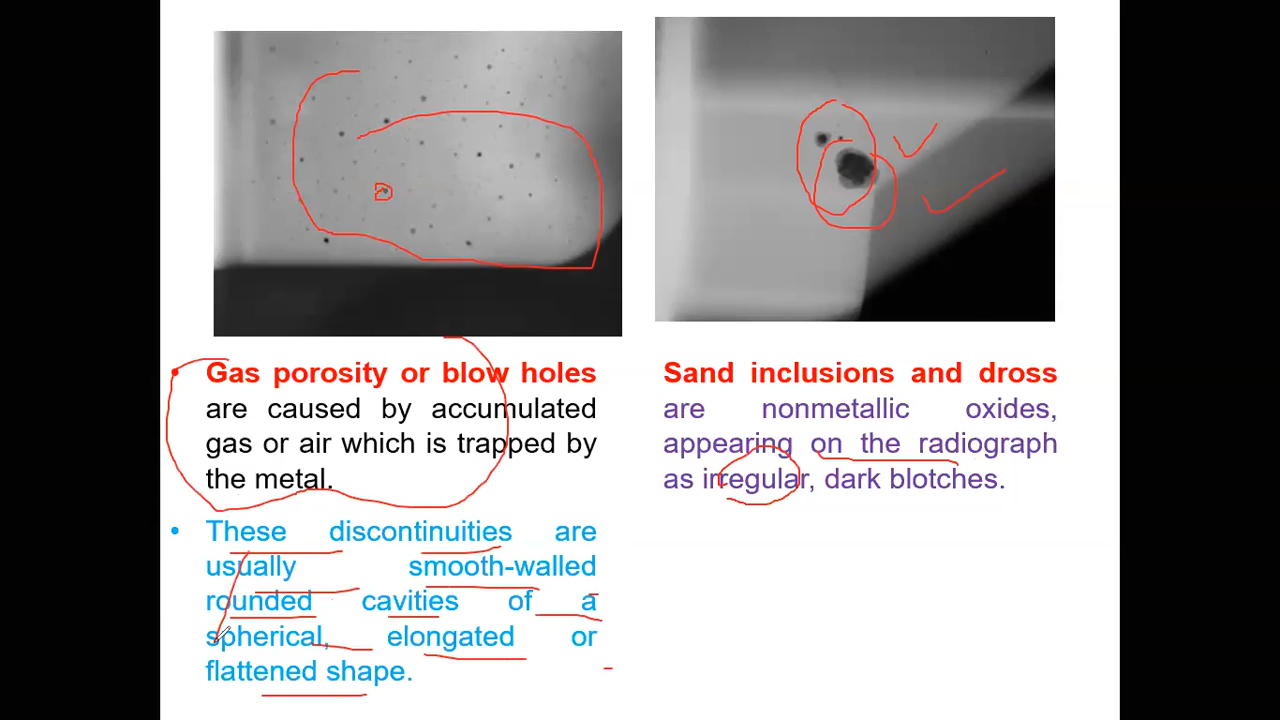 • Gas porosity or blow holes
are caused by accumulated
gas or air which is trapped by
the metal.
• These discontinuities are
usually smooth-walled
rounded cavities of a
spherical, elongated or
flattened shape.
Sand inclusions and dross
are nonmetallic oxides,
appearing on the radiograph
as irregular, dark blotches.